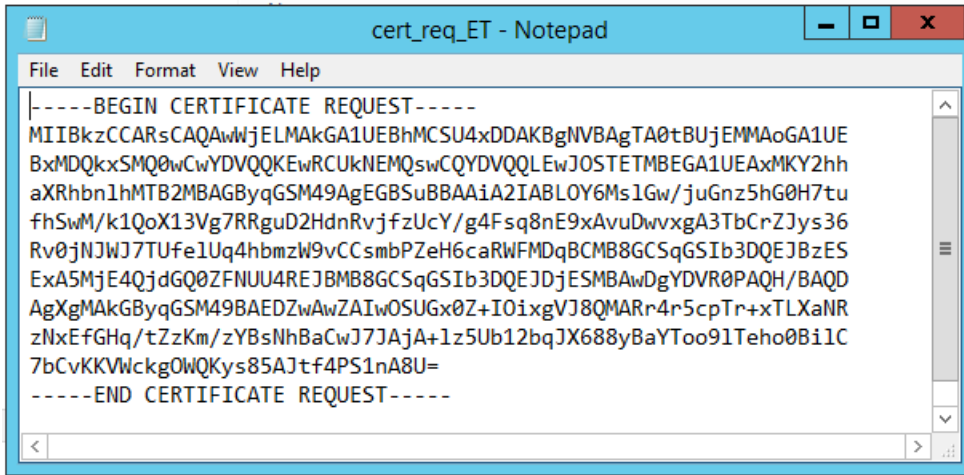 cert_req_ET - Notepad
File Edit Format View Help
-----BEGIN CERTIFICATE REQUEST-----
MIIBkzCCARsCAQAwWjELMAkGA1UEBhMCSU4xDDAKBgNVBAgTA0tBUjEMMAoGA1UE
BxMDQkxSMQ0wCwYDVQQKEwRCUkNEMQswCQYDVQQLEwJOSTETMBEGA1UEAxMKY2hh
aXRhbnlhMTB2MBAGByqGSM49AgEGBSuBBAAiA2IABLOY6MslGw/juGnz5hG0H7tu
fhSwM/k1QoX13Vg7RRguD2HdnRvjfzUcY/g4Fsq8nE9xAvuDwvxgA3TbCrZJys36
Rv0jNJWJ7TUfelUq4hbmzW9vCCsmbPZeH6caRWFMDqBCMB8GCSqGSIb3DQEJBzES
ExA5MjE4QjdGQ0ZFNUU4REJBMB8GCSqGSIb3DQEJDjESMBAwDgYDVR0PAQH/BAQD
AgXgMAkGByqGSM49BAEDZwAwZAIwOSUGx0Z+IOixgVJ8QMARr4r5cpTr+xTLXaNR
zNxEfGHq/tZzKm/zYBsNhBaCwJ7JAjA+lz5Ub12bqJX688yBaYToo9lTeho0BilC
7bCvKKVWckgOWQKys85AJtf4PS1nA8U=
-----END CERTIFICATE REQUEST-----